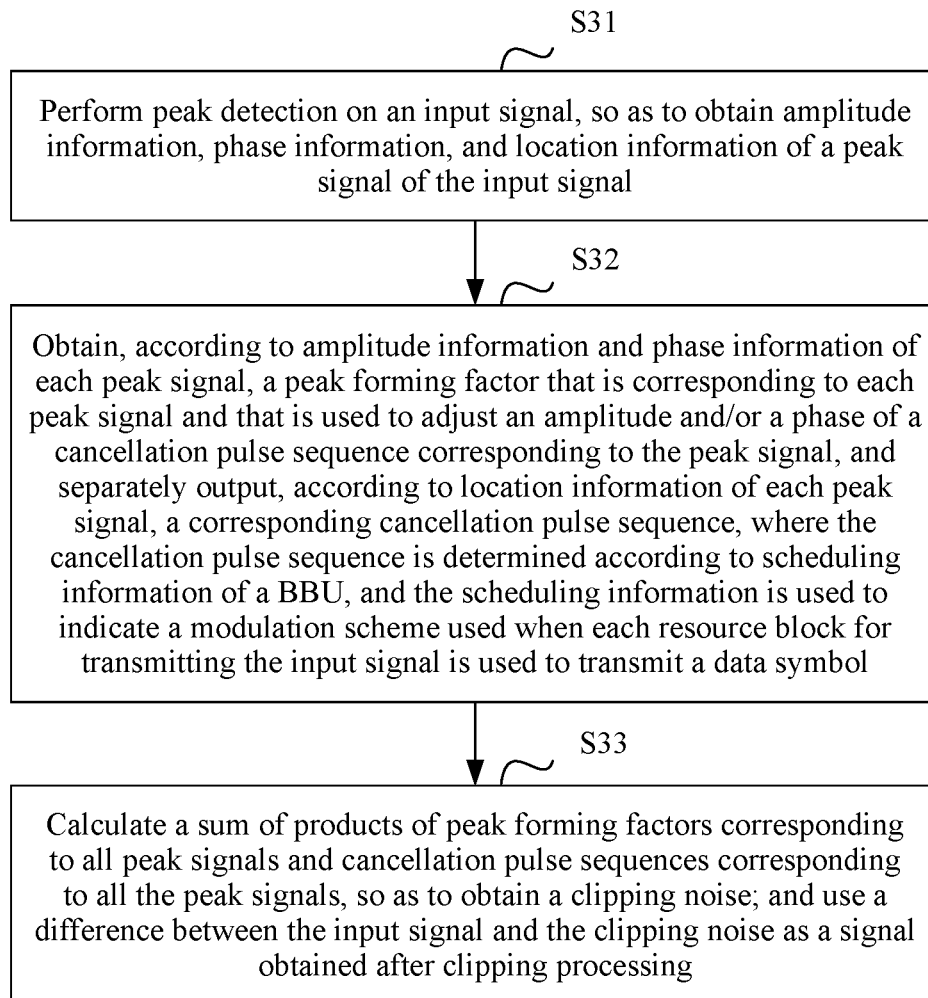 S31
Perform peak detection on an input signal, so as to obtain amplitude
information, phase information, and location information of a peak
signal of the input signal
S32
Obtain, according to amplitude information and phase information of
each peak signal, a peak forming factor that is corresponding to each
peak signal and that is used to adjust an amplitude and/or a phase of a
cancellation pulse sequence corresponding to the peak signal, and
separately output, according to location information of each peak
signal, a corresponding cancellation pulse sequence, where the
cancellation pulse sequence is determined according to scheduling
information of a BBU, and the scheduling information is used to
indicate a modulation scheme used when each resource block for
transmitting the input signal is used to transmit a data symbol
S33
Calculate a sum of products of peak forming factors corresponding
to all peak signals and cancellation pulse sequences corresponding
to all the peak signals, so as to obtain a clipping noise; and use a
difference between the input signal and the clipping noise as a signal
obtained after clipping processing